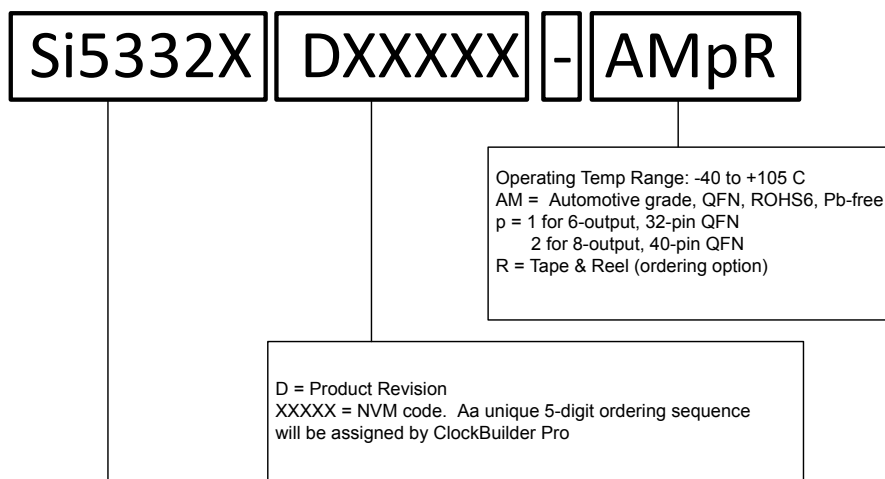 Si5332X DXXXXX - AMpR
Operating Temp Range: -40 to +105 C
AM = Automotive grade, QFN, ROHS6, Pb-free
p = 1 for 6-output, 32-pin QFN
2 for 8-output, 40-pin QFN
R = Tape & Reel (ordering option)
D = Product Revision
XXXXX = NVM code. Aa unique 5-digit ordering sequence
will be assigned by ClockBuilder Pro